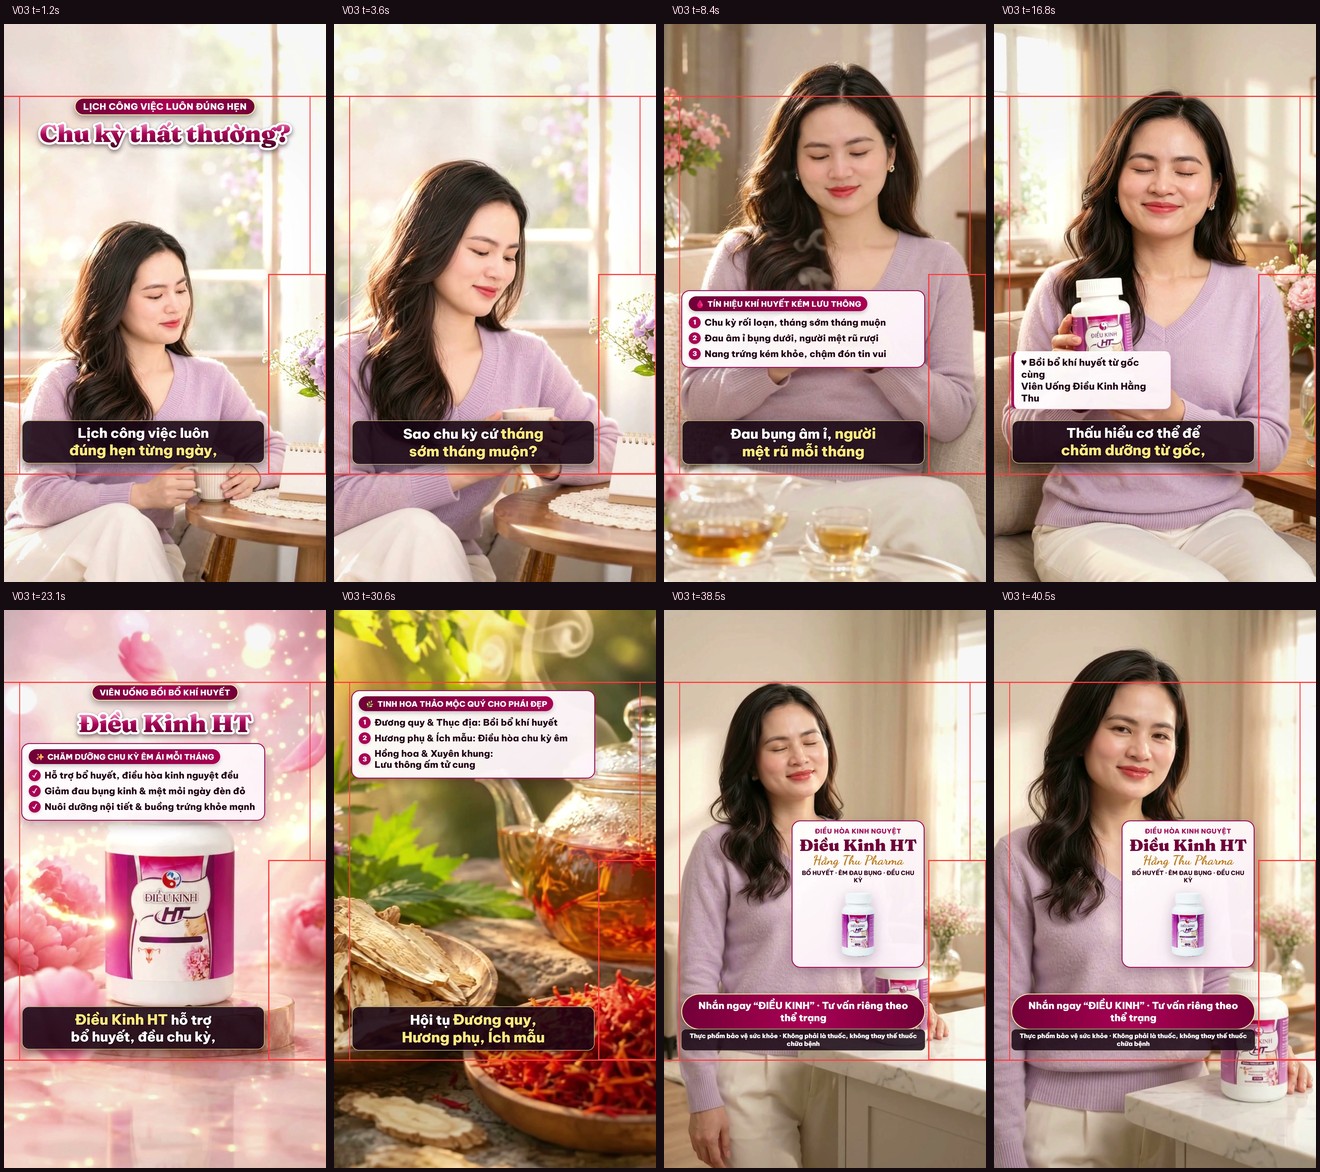 V03 t=1.2s
LỊCH CÔNG VIỆC LUÔN ĐÚNG HẸN
Chu kỳ thất thường?
Lịch công việc luôn
đúng hẹn từng ngày,
V03 t=3.6s
Sao chu kỳ cứ tháng
sớm tháng muộn?
V03 t=8.4s
TÍN HIỆU KHÍ HUYẾT KÉM LƯU THÔNG
1 Chu kỳ rối loạn, tháng sớm tháng muộn
2 Đau âm ỉ bụng dưới, người mệt rũ rượi
3 Nang trứng kém khỏe, chậm đón tin vui
Đau bụng âm ỉ, người
mệt rũ mỗi tháng
V03 t=16.8s
ĐIỀU KINH
HT
♥ Bồi bổ khí huyết từ gốc
cùng
Viên Uống Điều Kinh Hằng
Thu
Thấu hiểu cơ thể để
chăm dưỡng từ gốc,
V03 t=23.1s
VIÊN UỐNG BỒI BỔ KHÍ HUYẾT
Điều Kinh HT
✨ CHĂM DƯỠNG CHU KỲ ÊM ÁI MỖI THÁNG
✓ Hỗ trợ bổ huyết, điều hòa kinh nguyệt đều
✓ Giảm đau bụng kinh & mệt mỏi ngày đèn đỏ
✓ Nuôi dưỡng nội tiết & buồng trứng khỏe mạnh
ĐIỀU KINH
HT
Điều Kinh HT hỗ trợ
bổ huyết, đều chu kỳ,
V03 t=30.6s
🌿 TINH HOA THẢO MỘC QUÝ CHO PHÁI ĐẸP
1 Đương quy & Thục địa: Bồi bổ khí huyết
2 Hương phụ & Ích mẫu: Điều hòa chu kỳ êm
3 Hồng hoa & Xuyên khung:
Lưu thông ấm tử cung
Hội tụ Đương quy,
Hương phụ, Ích mẫu
V03 t=38.5s
ĐIỀU HÒA KINH NGUYỆT
Điều Kinh HT
Hằng Thu Pharma
BỔ HUYẾT · ÊM ĐAU BỤNG · ĐỀU CHU
KỲ
HT
Nhắn ngay “ĐIỀU KINH” · Tư vấn riêng theo
thể trạng
Thực phẩm bảo vệ sức khỏe · Không phải là thuốc, không thay thế thuốc
chữa bệnh
V03 t=40.5s
ĐIỀU HÒA KINH NGUYỆT
Điều Kinh HT
Hằng Thu Pharma
BỔ HUYẾT · ÊM ĐAU BỤNG · ĐỀU CHU
KỲ
HT
Nhắn ngay “ĐIỀU KINH” · Tư vấn riêng theo
thể trạng
Thực phẩm bảo vệ sức khỏe · Không phải là thuốc, không thay thế thuốc
chữa bệnh
HT